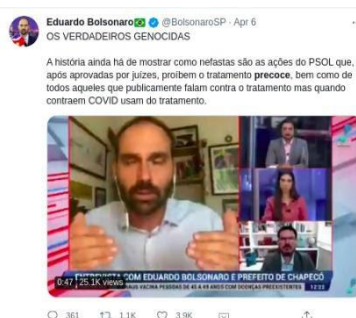 Eduardo Bolsonaro @BolsonaroSP · Apr 6
OS VERDADEIROS GENOCIDAS
A história ainda há de mostrar como nefastas são as ações do PSOL que,
após aprovadas por juízes, proíbem o tratamento precoce, bem como de
todos aqueles que publicamente falam contra o tratamento mas quando
contraem COVID usam do tratamento.
ENTREVISTA COM EDUARDO BOLSONARO E PREFEITO DE CHAPECÓ
0:47 25.1K views
VACINA PESSOAS DE 45 A 49 ANOS COM DOENÇAS PREEXISTENTES
361 1.1K 3.9K